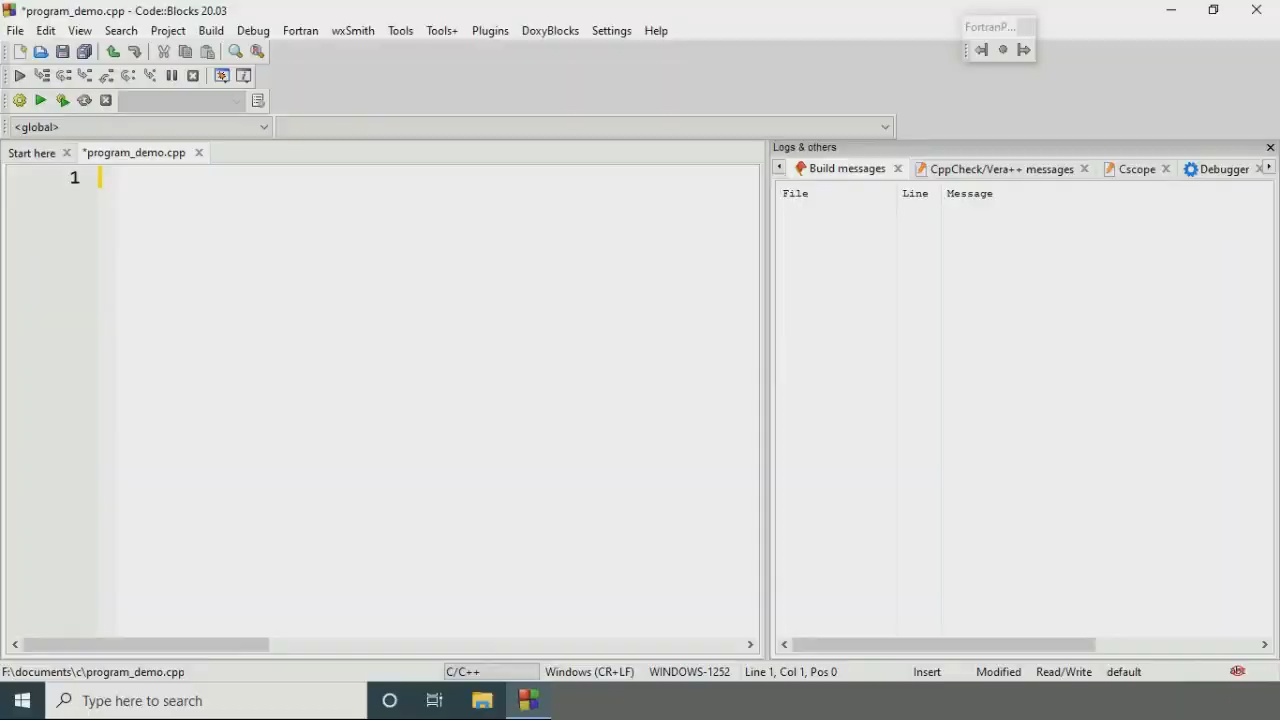 *program_demo.cpp - Code::Blocks 20.03
File Edit View Search Project Build Debug Fortran wxSmith Tools Tools+ Plugins DoxyBlocks Settings Help
FortranP...
<global>
Start here *program_demo.cpp
Logs & others
Build messages CppCheck/Vera++ messages Cscope Debugger
File Line Message
1
F:\documents\c\program_demo.cpp C/C++ Windows (CR+LF) WINDOWS-1252 Line 1, Col 1, Pos 0 Insert Modified Read/Write default
Type here to search